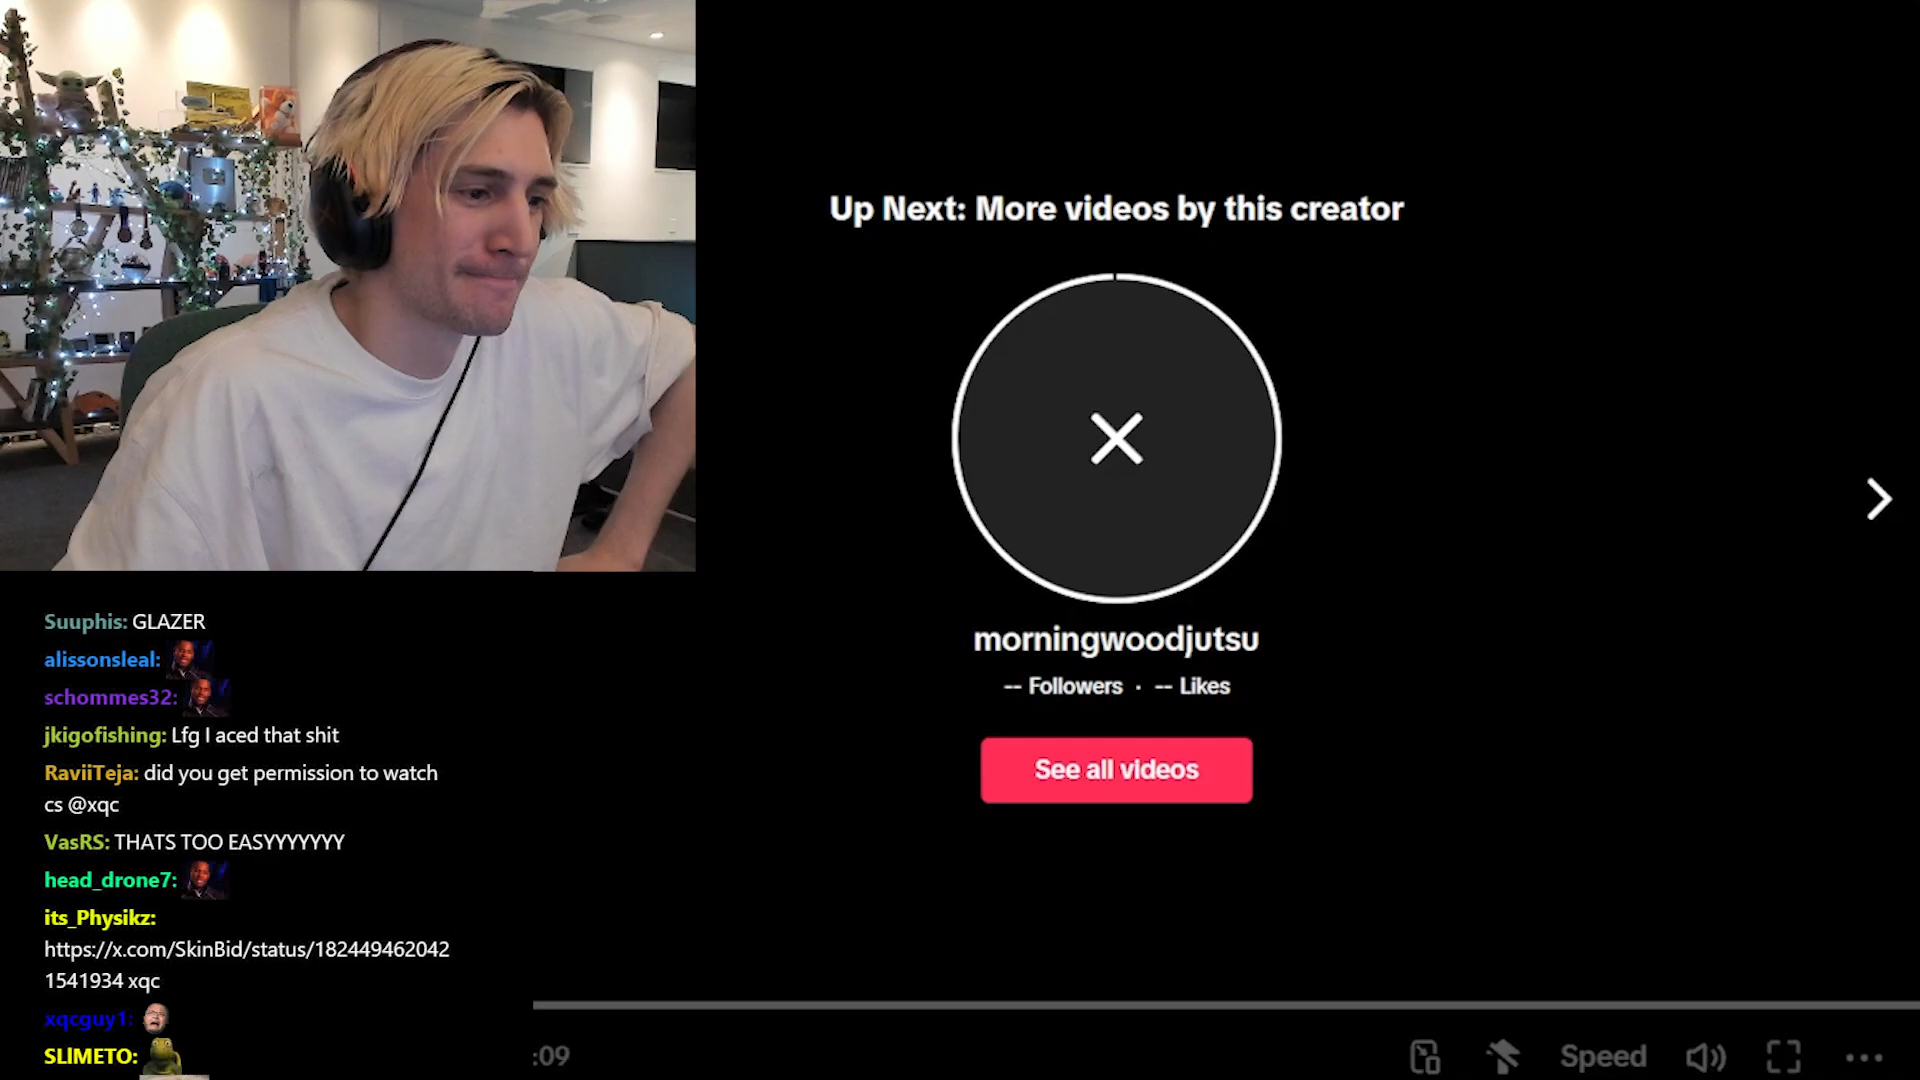 Up Next: More videos by this creator
morningwoodjutsu
-- Followers · -- Likes
See all videos
Suuphis: GLAZER
alissonsleal:
schommes32:
jkigofishing: Lfg I aced that shit
RaviiTeja: did you get permission to watch
cs @xqc
VasRS: THATS TOO EASYYYYYYY
head_drone7:
its_Physikz:
https://x.com/SkinBid/status/182449462042
1541934 xqc
xqcguy1:
SLIMETO:
:09
Speed